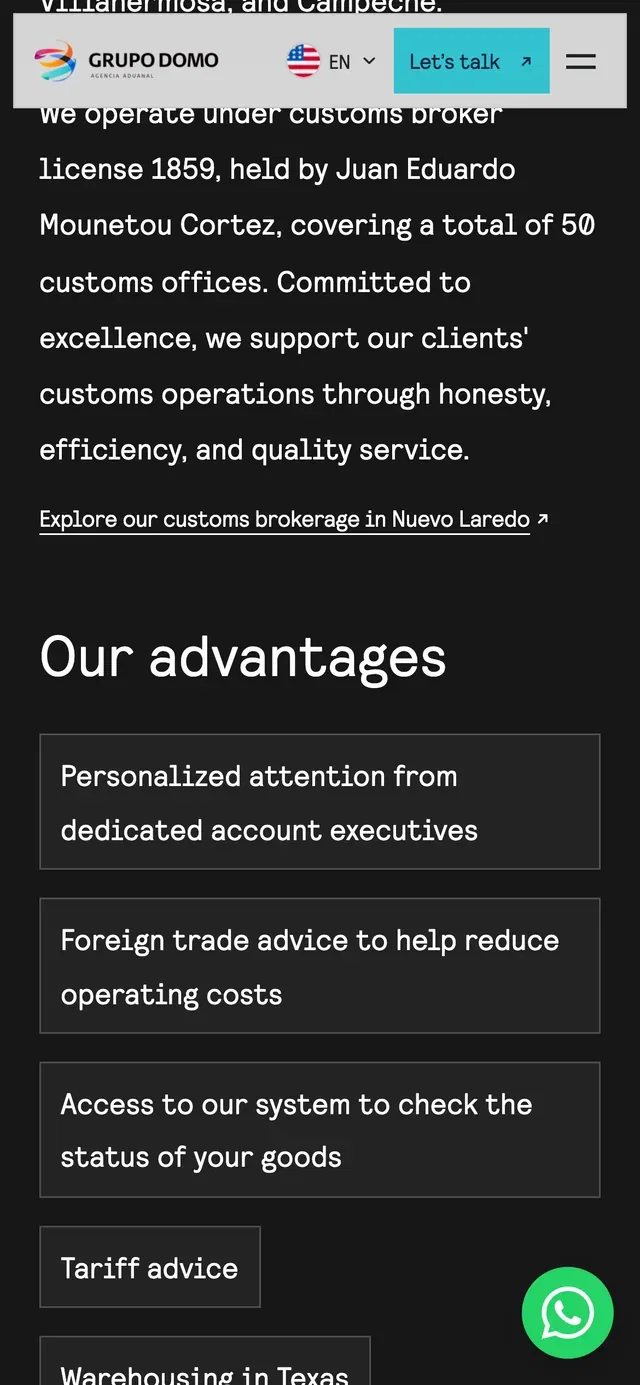 Villahermosa, and Campeche.
GRUPO DOMO
AGENCIA ADUANAL
EN
Let's talk
We operate under customs broker
license 1859, held by Juan Eduardo
Mounetou Cortez, covering a total of 50
customs offices. Committed to
excellence, we support our clients'
customs operations through honesty,
efficiency, and quality service.
Explore our customs brokerage in Nuevo Laredo
Our advantages
Personalized attention from
dedicated account executives
Foreign trade advice to help reduce
operating costs
Access to our system to check the
status of your goods
Tariff advice
Warehousing in Texas